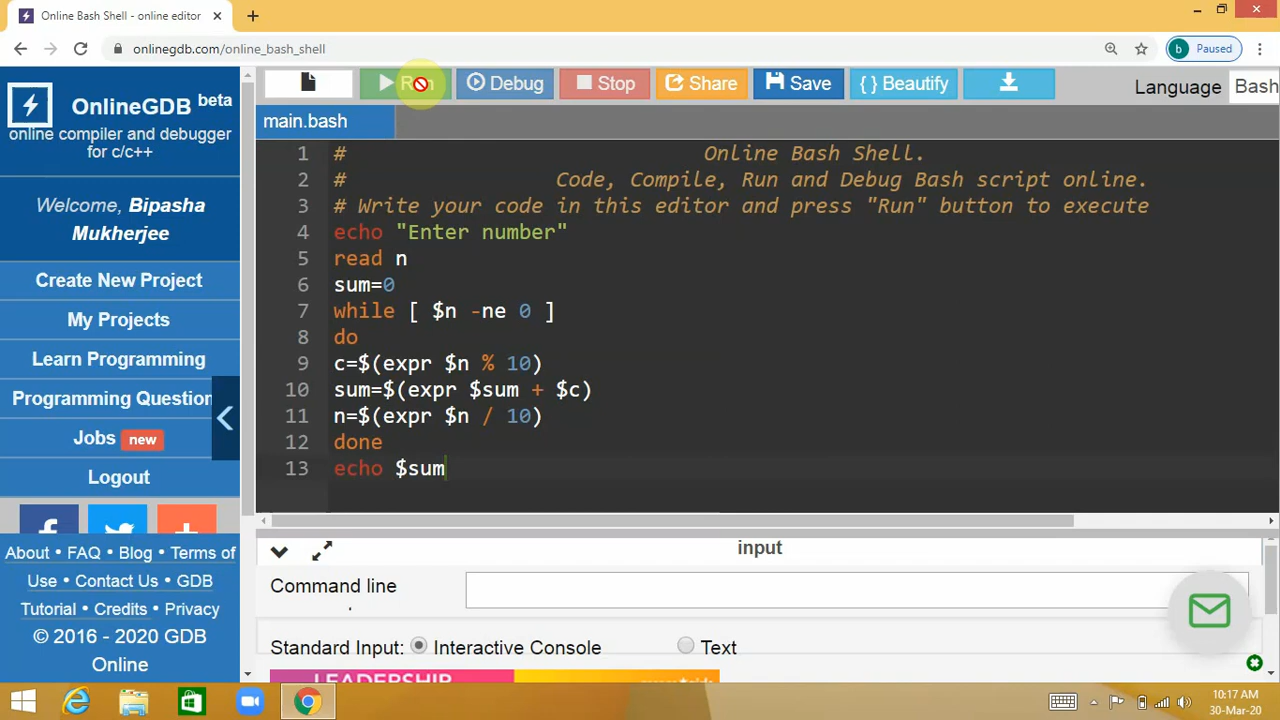 Online Bash Shell - online editor
onlinegdb.com/online_bash_shell
b Paused
OnlineGDB beta
online compiler and debugger
for c/c++
Welcome, Bipasha
Mukherjee
Create New Project
My Projects
Learn Programming
Programming Question
Jobs new
Logout
About • FAQ • Blog • Terms of
Use • Contact Us • GDB
Tutorial • Credits • Privacy
© 2016 - 2020 GDB
Online
Run Debug Stop Share Save { } Beautify
Language Bash
main.bash
1 # Online Bash Shell.
2 # Code, Compile, Run and Debug Bash script online.
3 # Write your code in this editor and press "Run" button to execute
4 echo "Enter number"
5 read n
6 sum=0
7 while [ $n -ne 0 ]
8 do
9 c=$(expr $n % 10)
10 sum=$(expr $sum + $c)
11 n=$(expr $n / 10)
12 done
13 echo $sum
input
Command line
Standard Input: Interactive Console Text
LEADERSHIP
10:17 AM
30-Mar-20